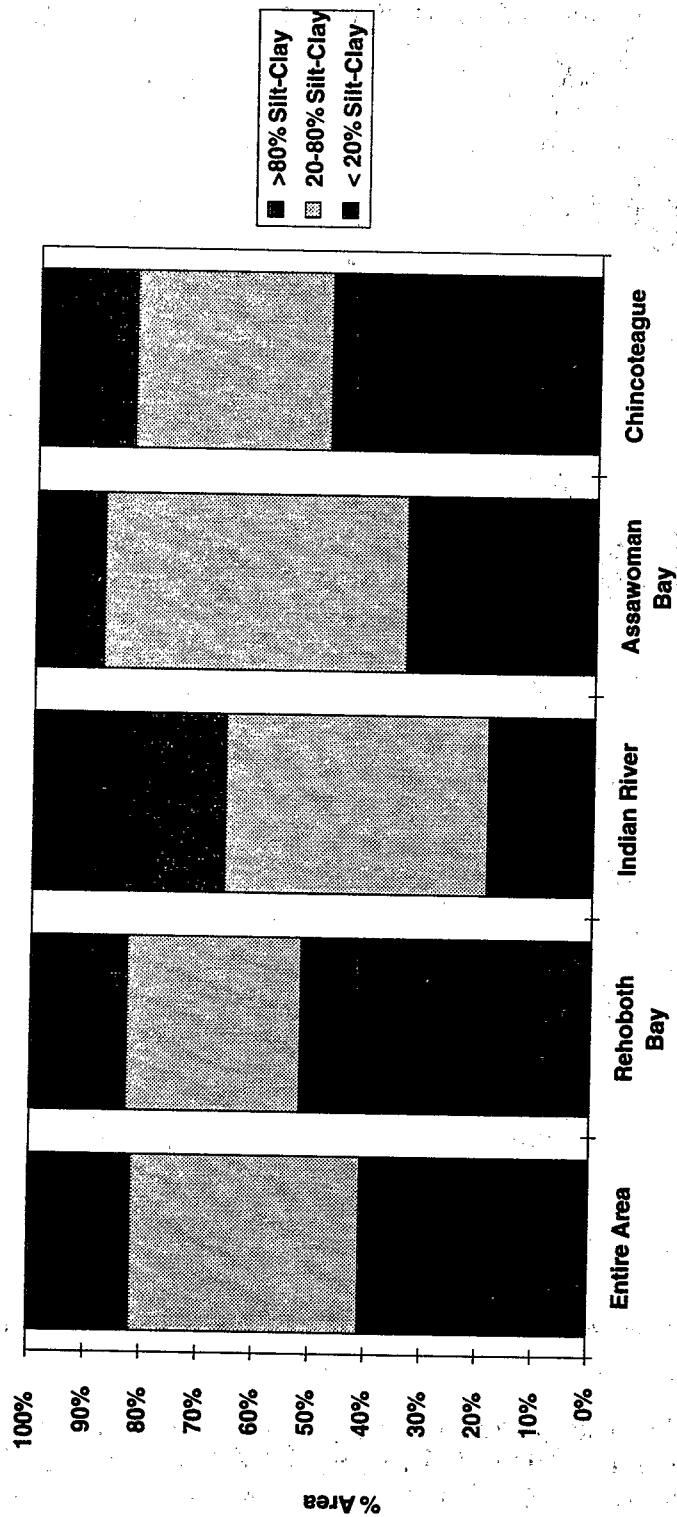 100%
90%
80%
70%
60%
50%
40%
30%
20%
10%
0%
% Area
Entire Area
Rehoboth
Bay
Indian River
Assawoman
Bay
Chincoteague
>80% Silt-Clay
20-80% Silt-Clay
< 20% Silt-Clay